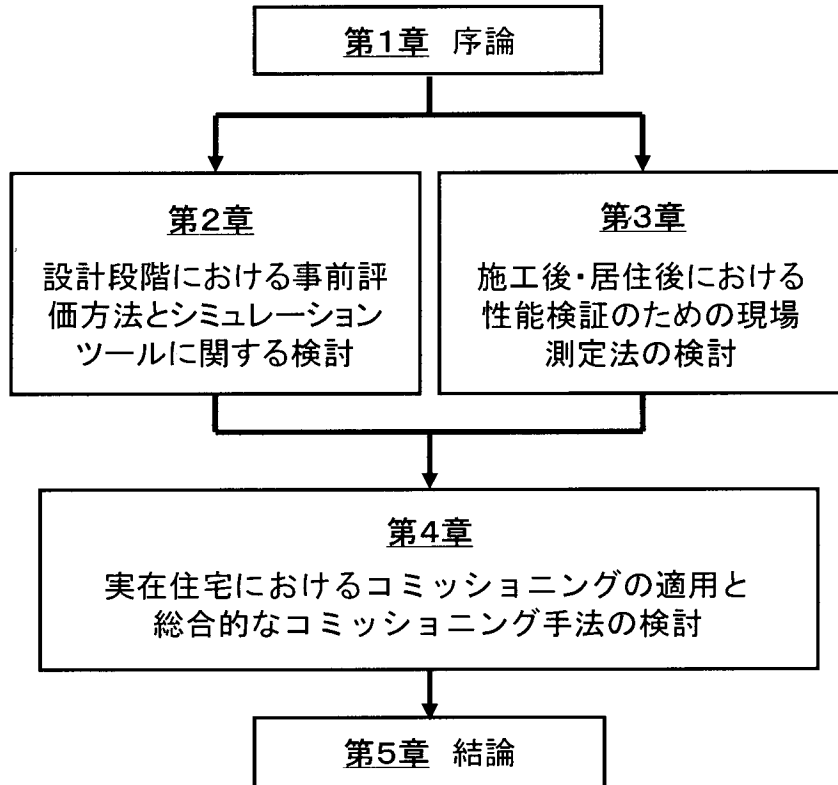 第1章 序論
第2章
設計段階における事前評
価方法とシミュレーション
ツールに関する検討
第3章
施工後・居住後における
性能検証のための現場
測定法の検討
第4章
実在住宅におけるコミッショニングの適用と
総合的なコミッショニング手法の検討
第5章 結論